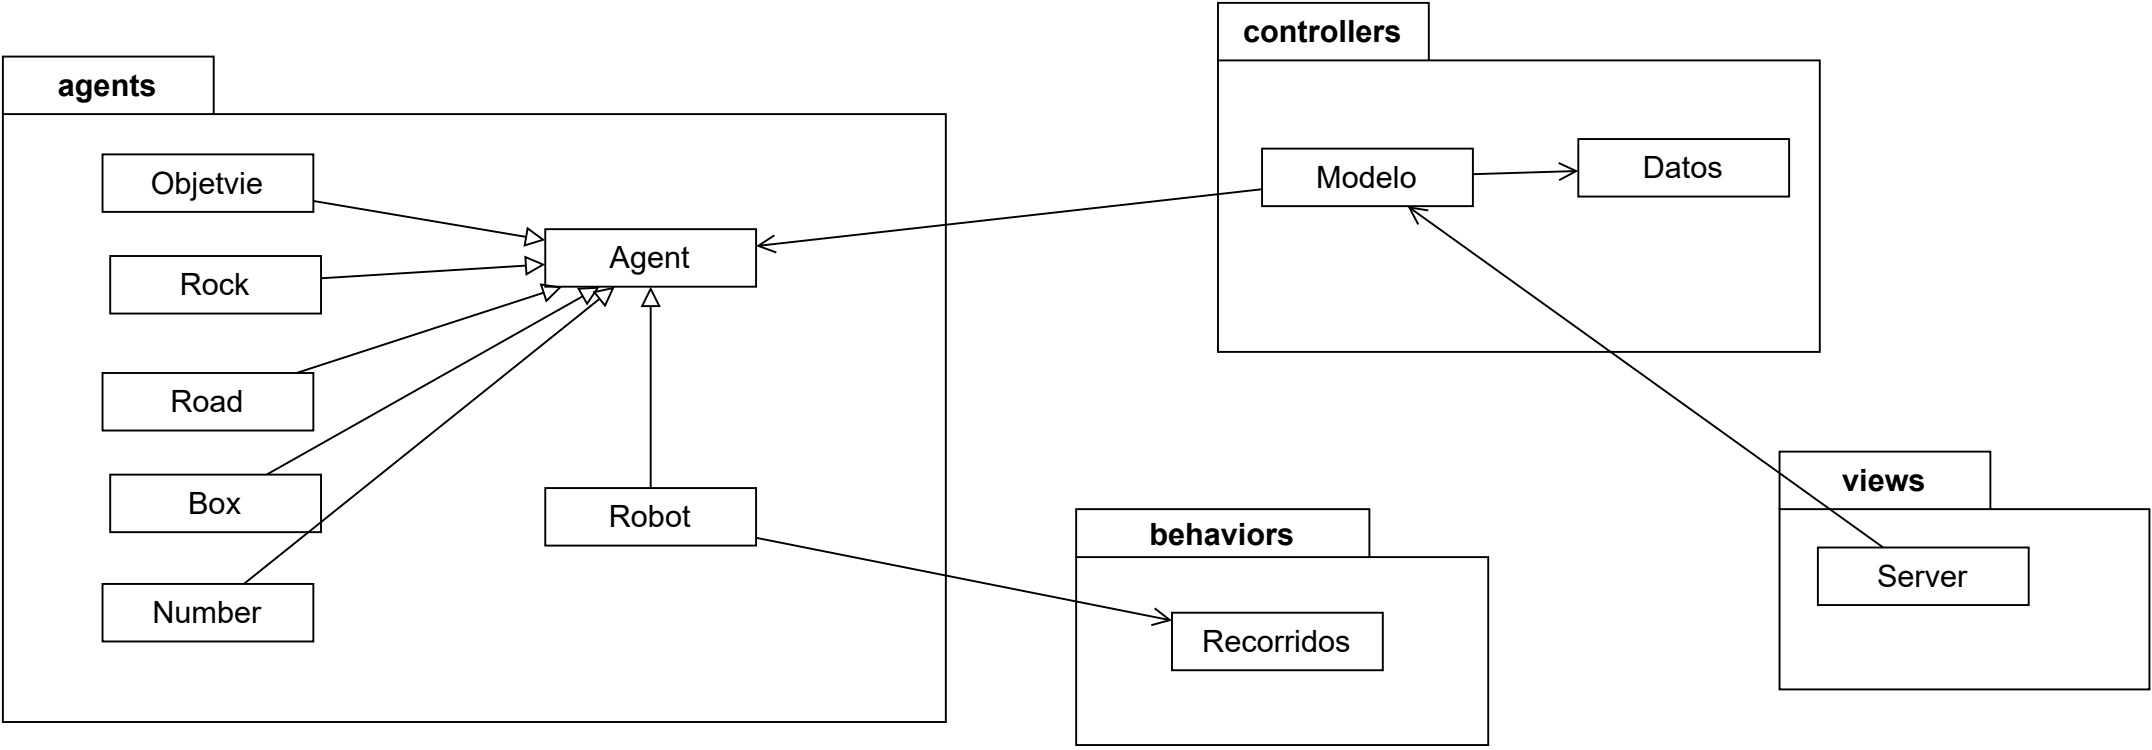 controllers
agents
Modelo
Datos
Objetvie
Agent
Rock
Road
Box
Number
Robot
behaviors
Recorridos
views
Server